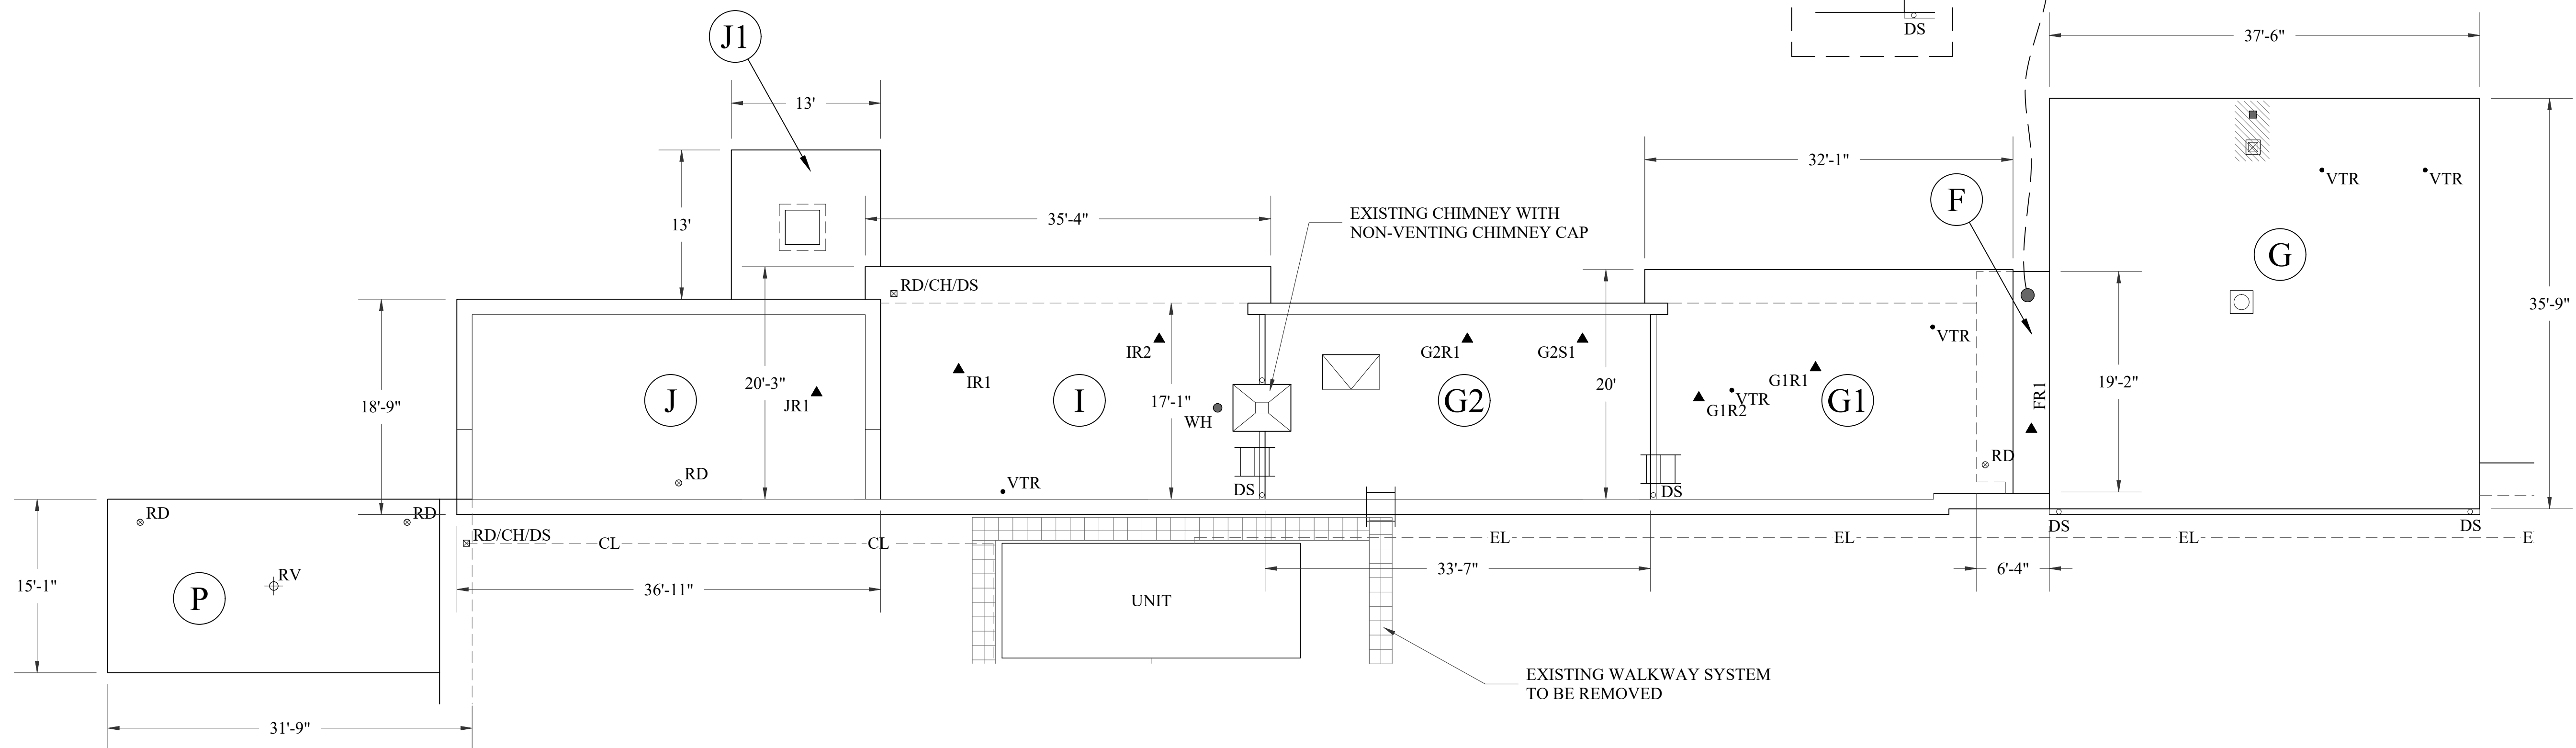 J1
DS
37'-6"
13'
32'-1"
VTR
VTR
F
35'-4"
EXISTING CHIMNEY WITH
NON-VENTING CHIMNEY CAP
13'
G
RD/CH/DS
35'-9"
VTR
IR2
G2R1
G2S1
IR1
20'-3"
G1R1
20'
19'-2"
FR1
J
JR1
18'-9"
I
17'-1"
WH
G2
VTR
G1R2
G1
RD
RD
VTR
DS
DS
RD
RD
DS
DS
RD/CH/DS
CL
CL
EL
EL
EL
E
RV
15'-1"
P
36'-11"
33'-7"
6'-4"
UNIT
EXISTING WALKWAY SYSTEM
TO BE REMOVED
31'-9"